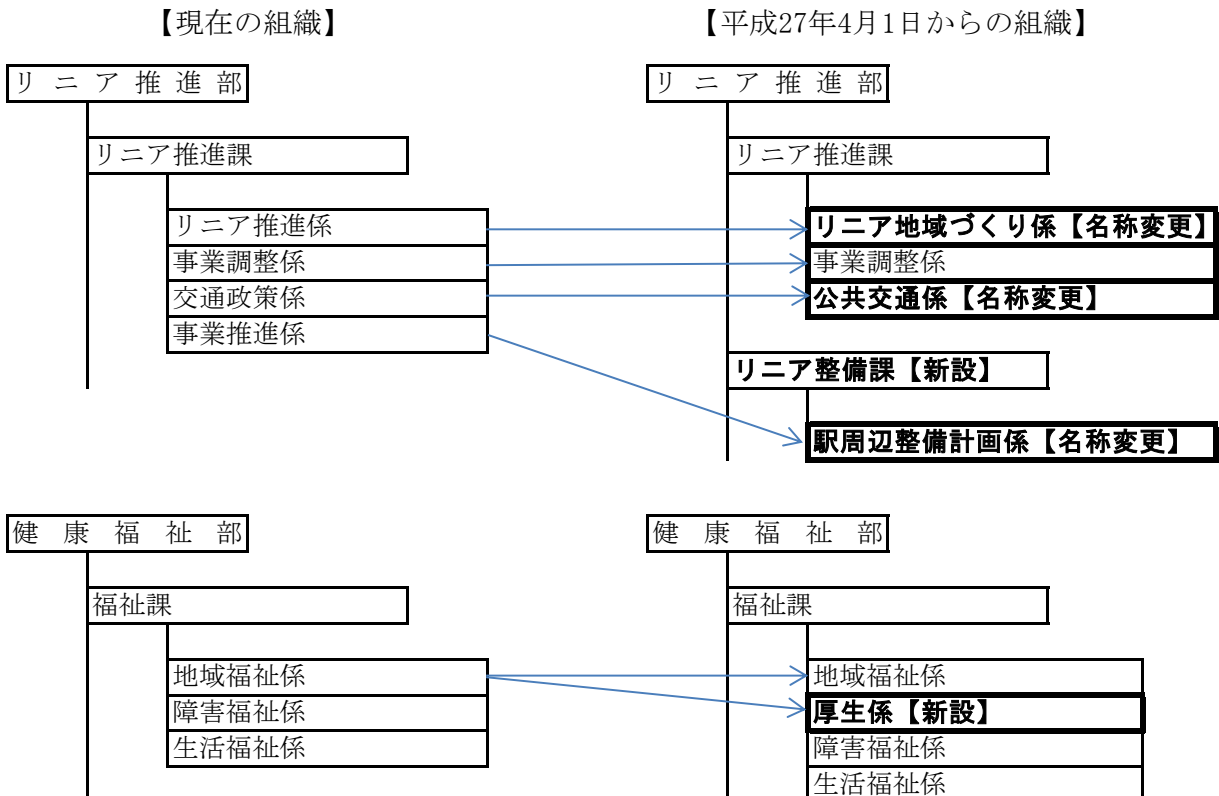 【現在の組織】
【平成27年4月1日からの組織】
リニア推進部
リニア推進課
リニア推進係
事業調整係
交通政策係
事業推進係
リニア推進部
リニア推進課
リニア地域づくり係【名称変更】
事業調整係
公共交通係【名称変更】
リニア整備課【新設】
駅周辺整備計画係【名称変更】
健康福祉部
福祉課
地域福祉係
障害福祉係
生活福祉係
健康福祉部
福祉課
地域福祉係
厚生係【新設】
障害福祉係
生活福祉係